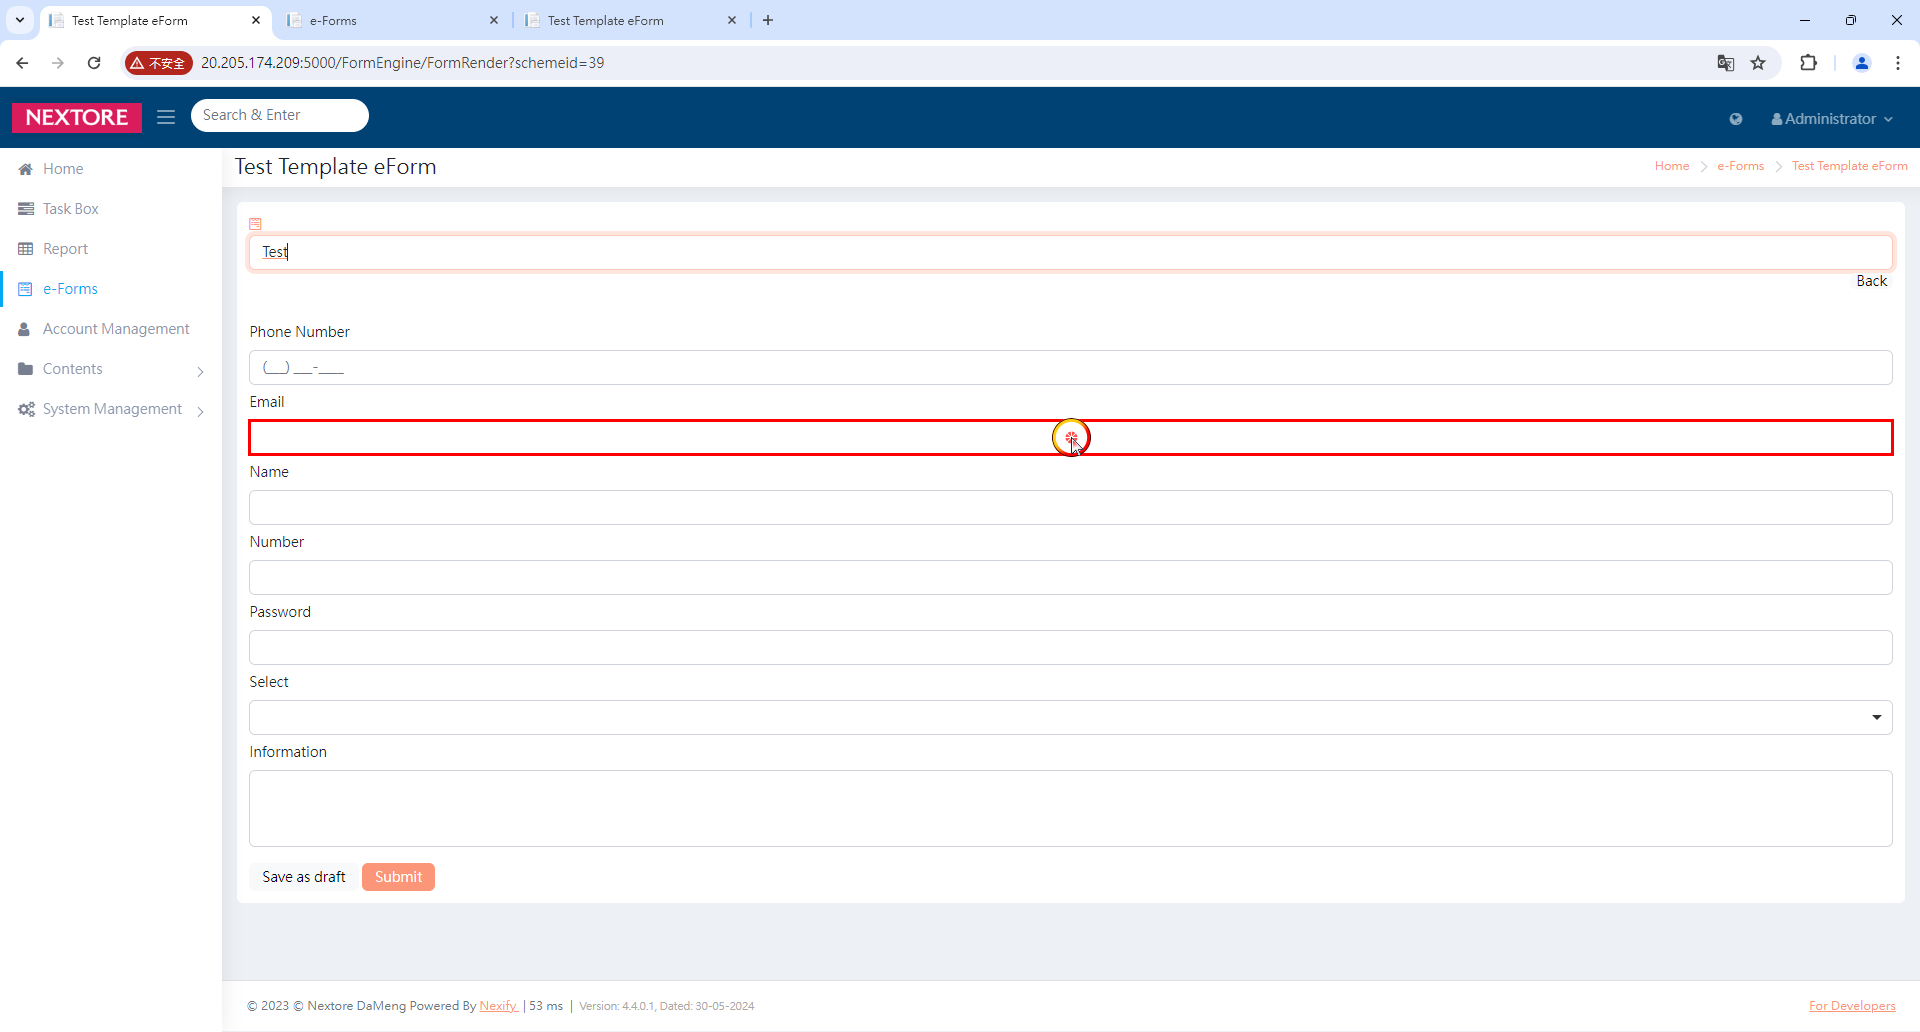 Test Template eForm
e-Forms
Test Template eForm
不安全
20.205.174.209:5000/FormEngine/FormRender?schemeid=39
NEXTORE
Search & Enter
Administrator
Home
Task Box
Report
e-Forms
Account Management
Contents
System Management
Test Template eForm
Home
e-Forms
Test Template eForm
Test
Back
Phone Number
(___) ___-____
Email
Name
Number
Password
Select
Information
Save as draft
Submit
© 2023 © Nextore DaMeng Powered By Nexify | 53 ms | Version: 4.4.0.1, Dated: 30-05-2024
For Developers